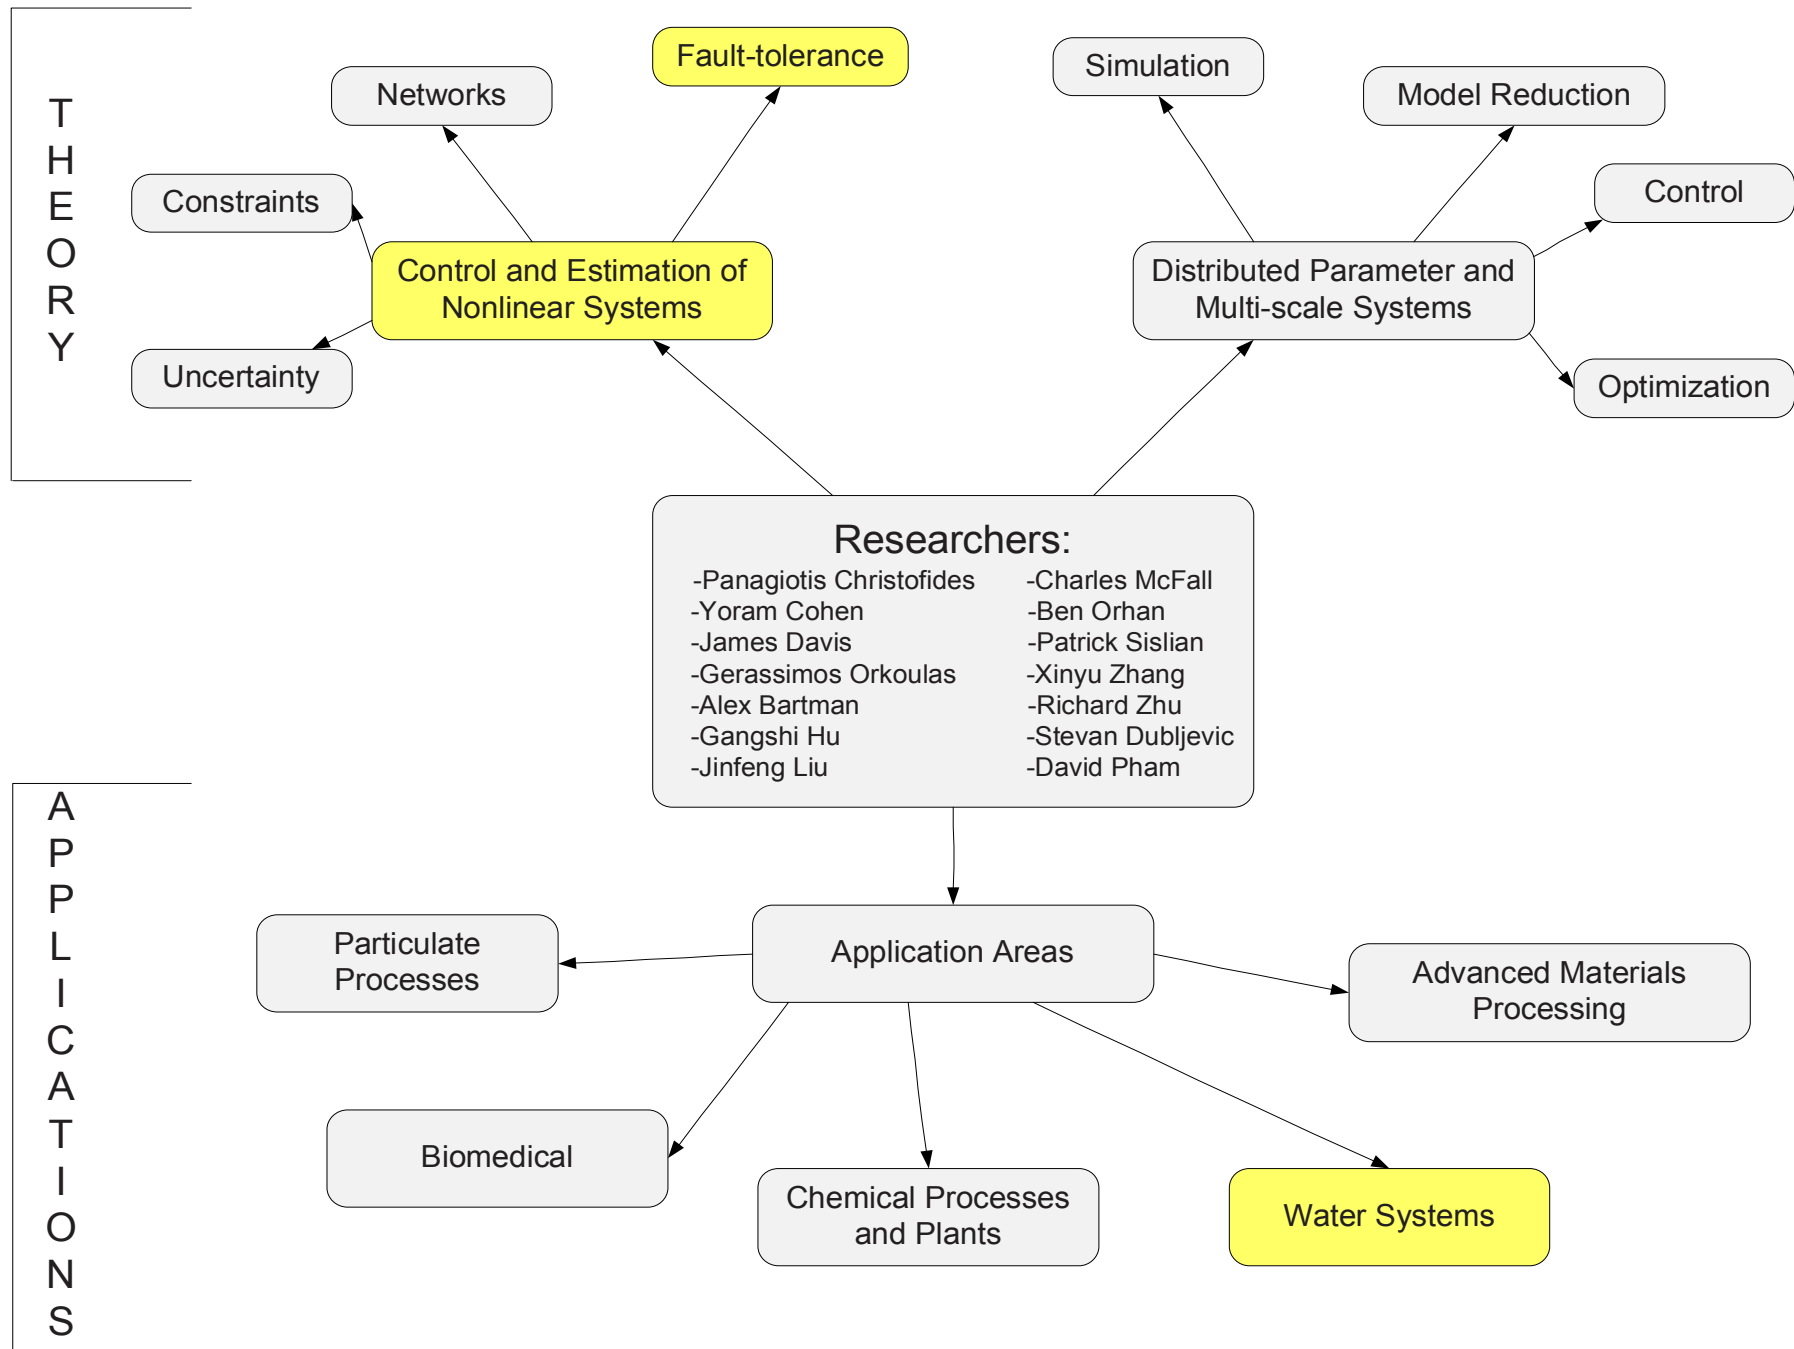 THEORY
Fault-tolerance
Networks
Constraints
Control and Estimation of
Nonlinear Systems
Uncertainty
Simulation
Model Reduction
Control
Distributed Parameter and
Multi-scale Systems
Optimization
Researchers:
-Panagiotis Christofides
-Yoram Cohen
-James Davis
-Gerassimos Orkoulas
-Alex Bartman
-Gangshi Hu
-Jinfeng Liu
-Charles McFall
-Ben Orhan
-Patrick Sislian
-Xinyu Zhang
-Richard Zhu
-Stevan Dubljevic
-David Pham
APPLICATIONS
Application Areas
Particulate
Processes
Advanced Materials
Processing
Biomedical
Chemical Processes
and Plants
Water Systems